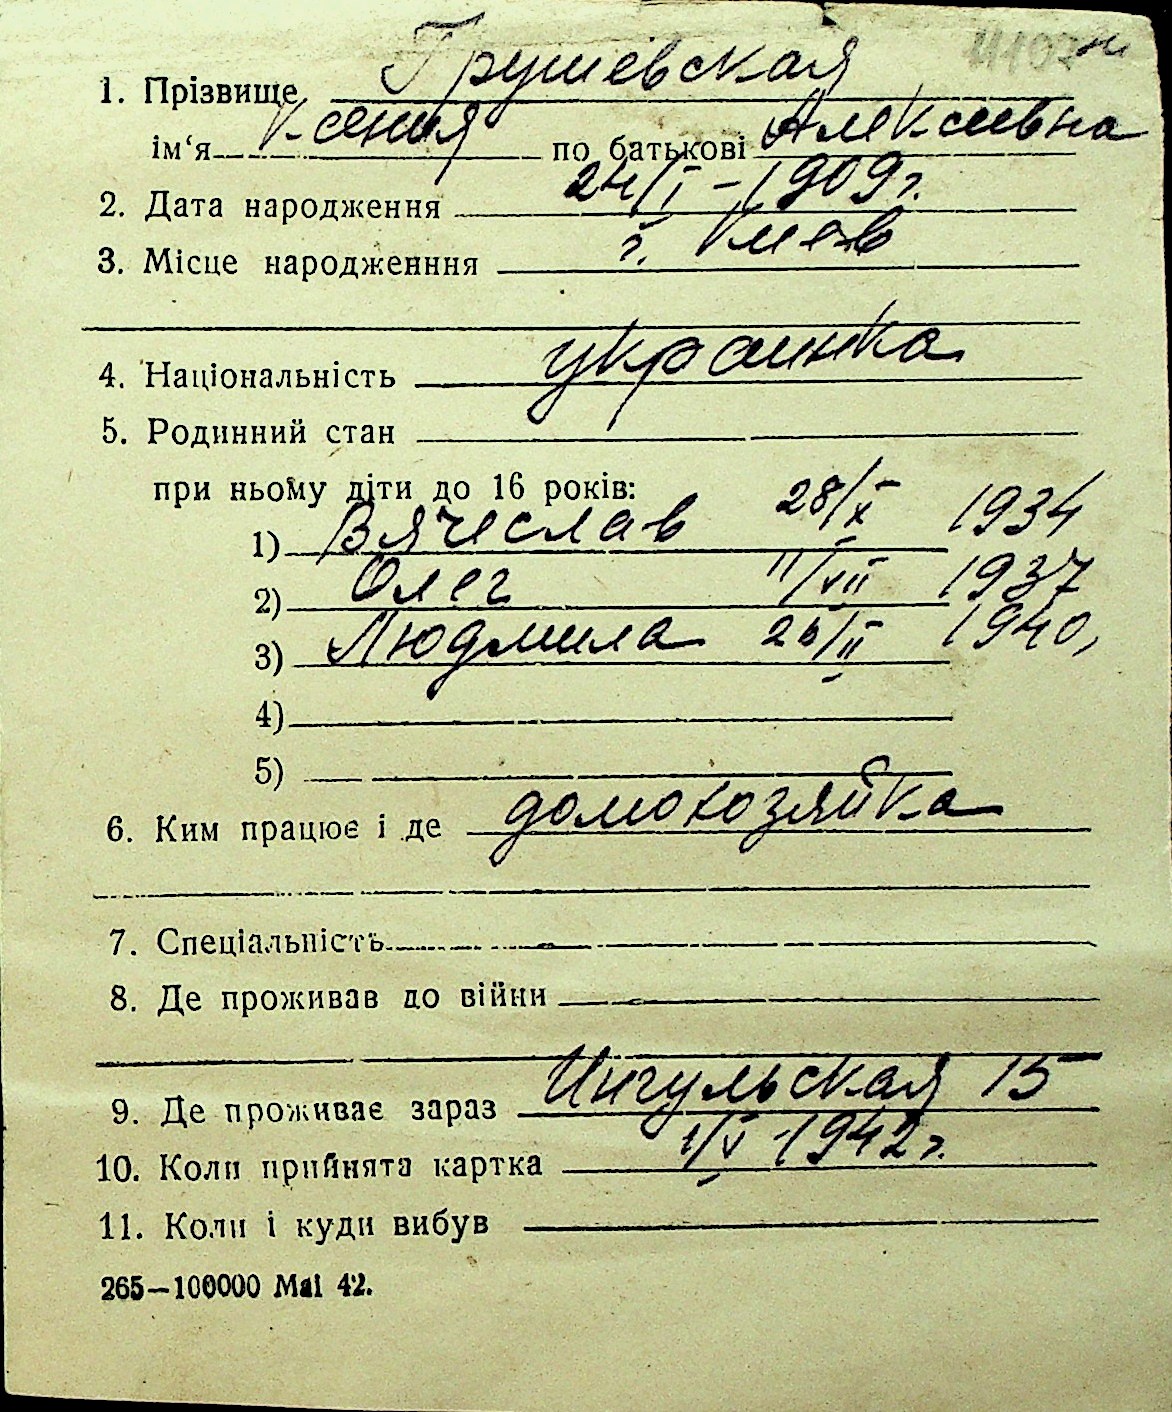 1. Прізвище Грушевская
ім‘я Ксения по батькові Алексеевна
2. Дата народження 24/I – 1909 г.
3. Місце народженння г. Киев
4. Національність украинка
5. Родинний стан
при ньому діти до 16 років:
1) Вячеслав 28/X 1934
2) Олег 11/VII 1937
3) Людмила 26/II 1940,
4)
5)
6. Ким працює і де домохозяйка
7. Спеціальність
8. Де проживав до війни
9. Де проживає зараз Ингульская 15
10. Коли прийнята картка 1/V 1942 г.
11. Коли і куди вибув
265—100000 Mai 42.